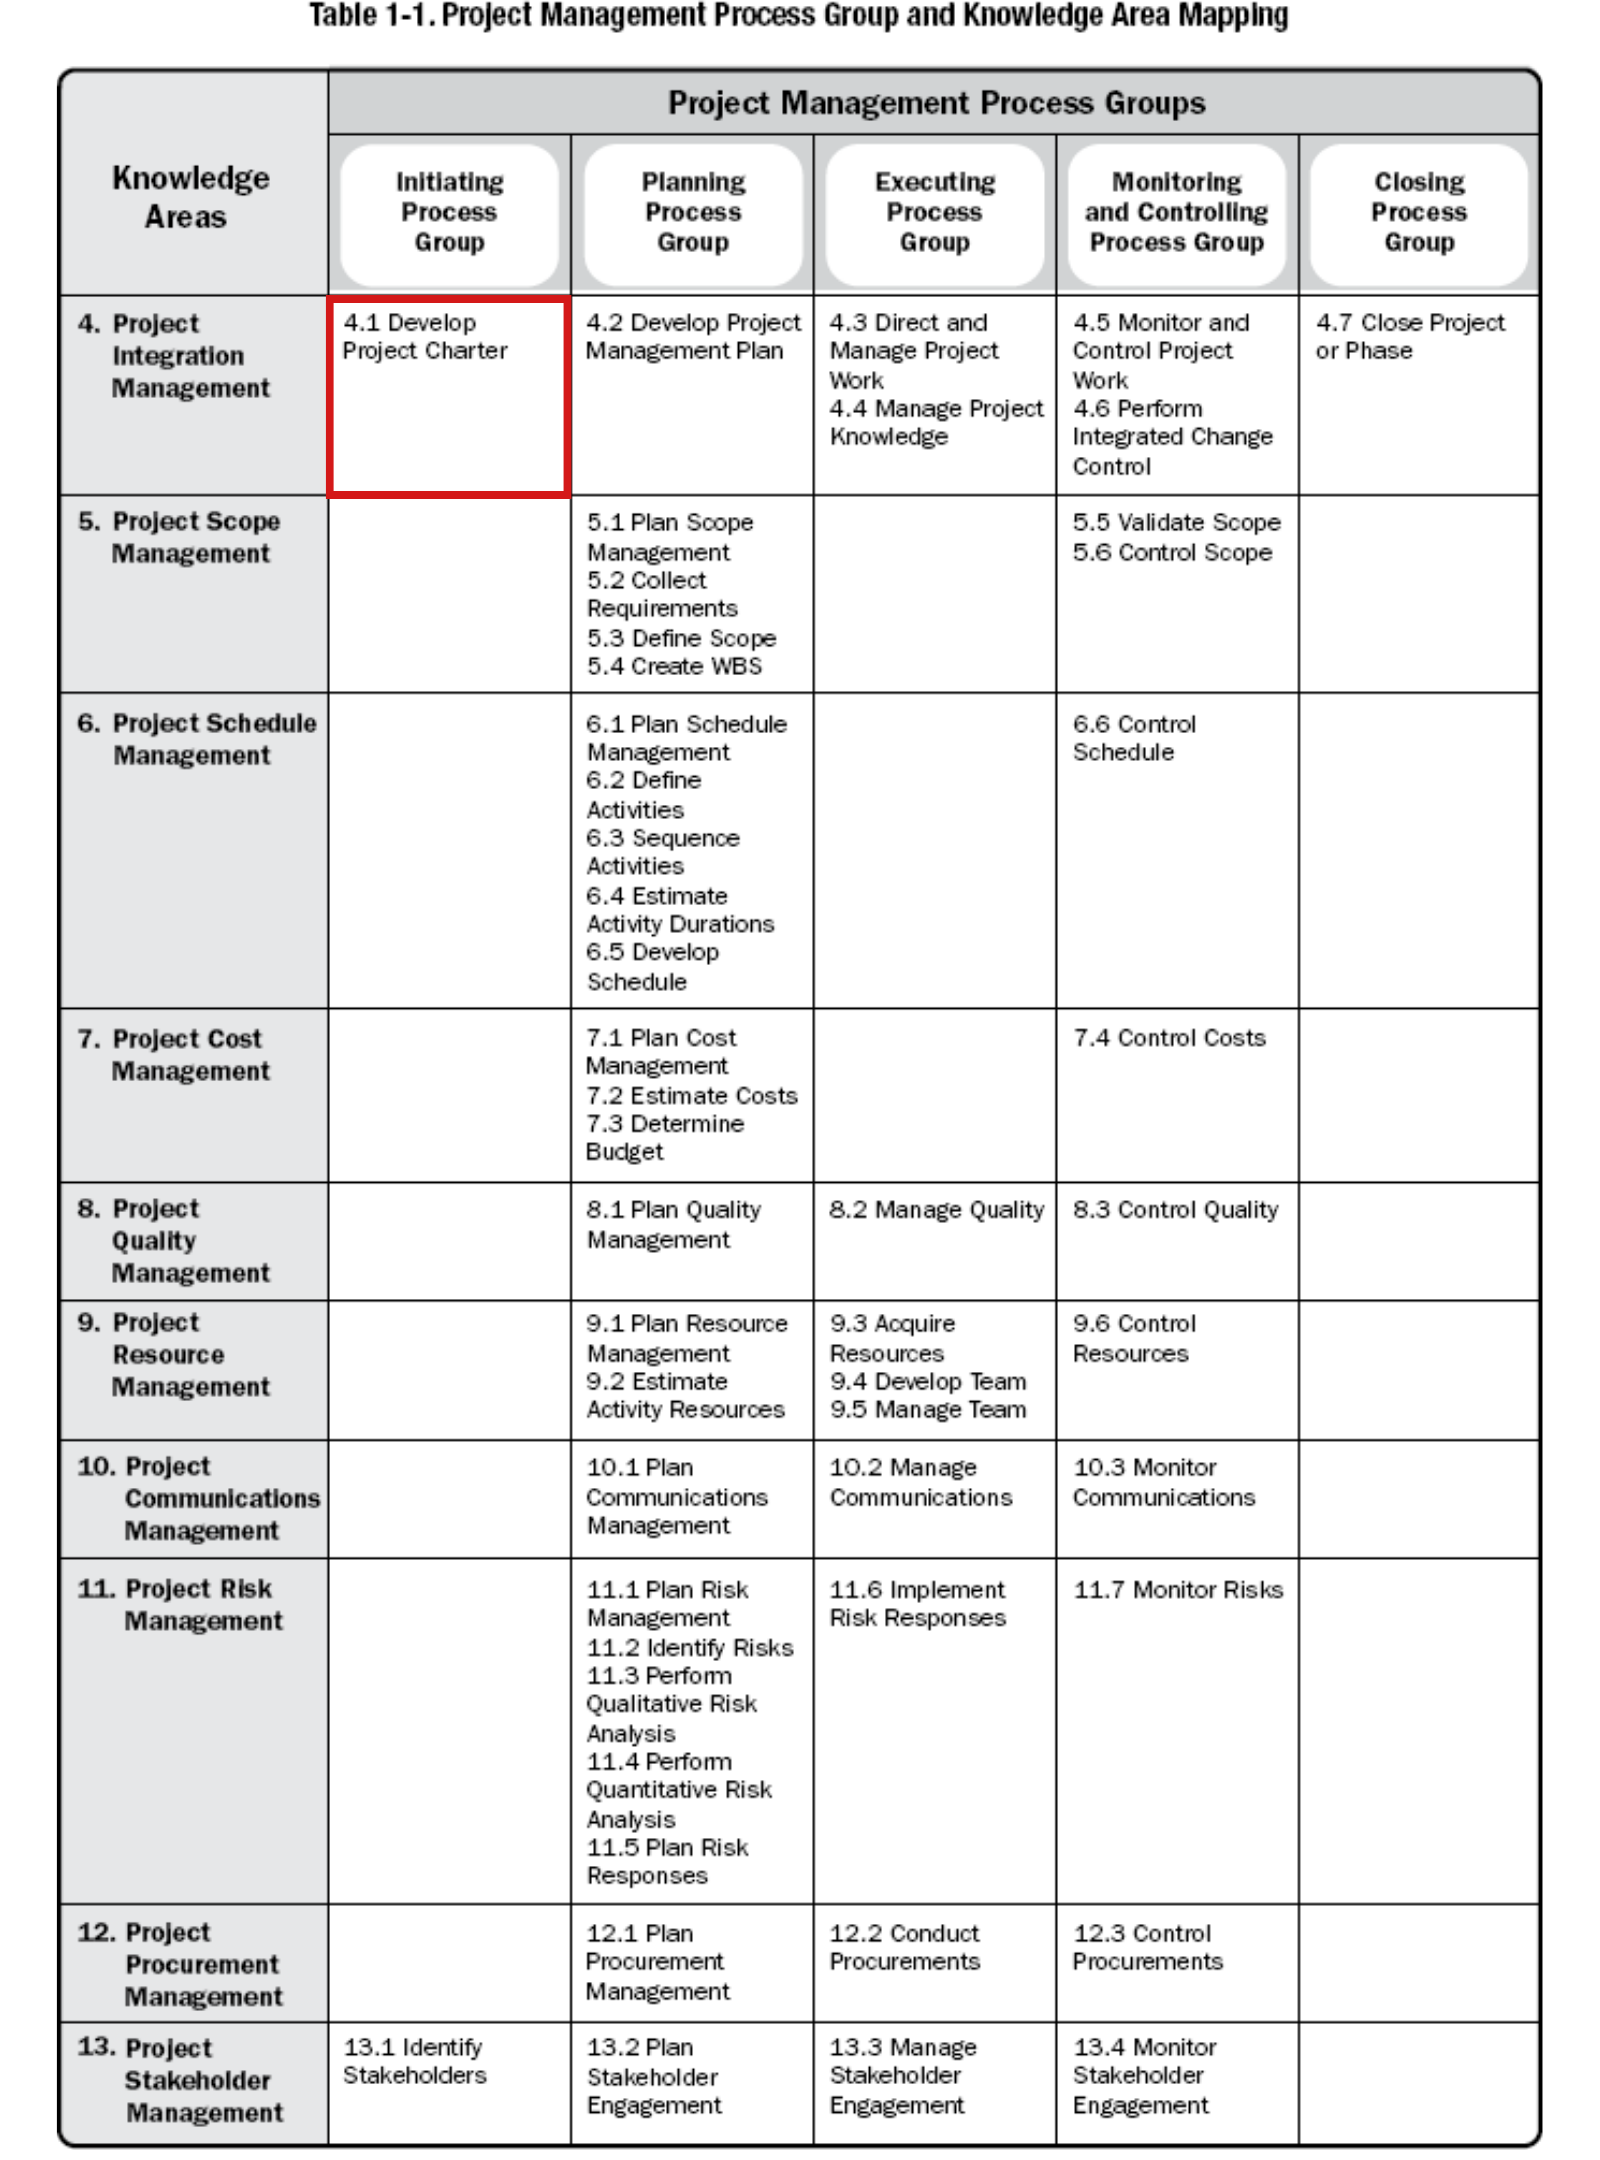 Table 1-1. Project Management Process Group and Knowledge Area Mapping
Knowledge
Areas
Project Management Process Groups
Initiating
Process
Group
Planning
Process
Group
Executing
Process
Group
Monitoring
and Controlling
Process Group
Closing
Process
Group
4. Project
Integration
Management
4.1 Develop
Project Charter
4.2 Develop Project
Management Plan
4.3 Direct and
Manage Project
Work
4.4 Manage Project
Knowledge
4.5 Monitor and
Control Project
Work
4.6 Perform
Integrated Change
Control
4.7 Close Project
or Phase
5. Project Scope
Management
5.1 Plan Scope
Management
5.2 Collect
Requirements
5.3 Define Scope
5.4 Create WBS
5.5 Validate Scope
5.6 Control Scope
6. Project Schedule
Management
6.1 Plan Schedule
Management
6.2 Define
Activities
6.3 Sequence
Activities
6.4 Estimate
Activity Durations
6.5 Develop
Schedule
6.6 Control
Schedule
7. Project Cost
Management
7.1 Plan Cost
Management
7.2 Estimate Costs
7.3 Determine
Budget
7.4 Control Costs
8. Project
Quality
Management
8.1 Plan Quality
Management
8.2 Manage Quality
8.3 Control Quality
9. Project
Resource
Management
9.1 Plan Resource
Management
9.2 Estimate
Activity Resources
9.3 Acquire
Resources
9.4 Develop Team
9.5 Manage Team
9.6 Control
Resources
10. Project
Communications
Management
10.1 Plan
Communications
Management
10.2 Manage
Communications
10.3 Monitor
Communications
11. Project Risk
Management
11.1 Plan Risk
Management
11.2 Identify Risks
11.3 Perform
Qualitative Risk
Analysis
11.4 Perform
Quantitative Risk
Analysis
11.5 Plan Risk
Responses
11.6 Implement
Risk Responses
11.7 Monitor Risks
12. Project
Procurement
Management
12.1 Plan
Procurement
Management
12.2 Conduct
Procurements
12.3 Control
Procurements
13. Project
Stakeholder
Management
13.1 Identify
Stakeholders
13.2 Plan
Stakeholder
Engagement
13.3 Manage
Stakeholder
Engagement
13.4 Monitor
Stakeholder
Engagement